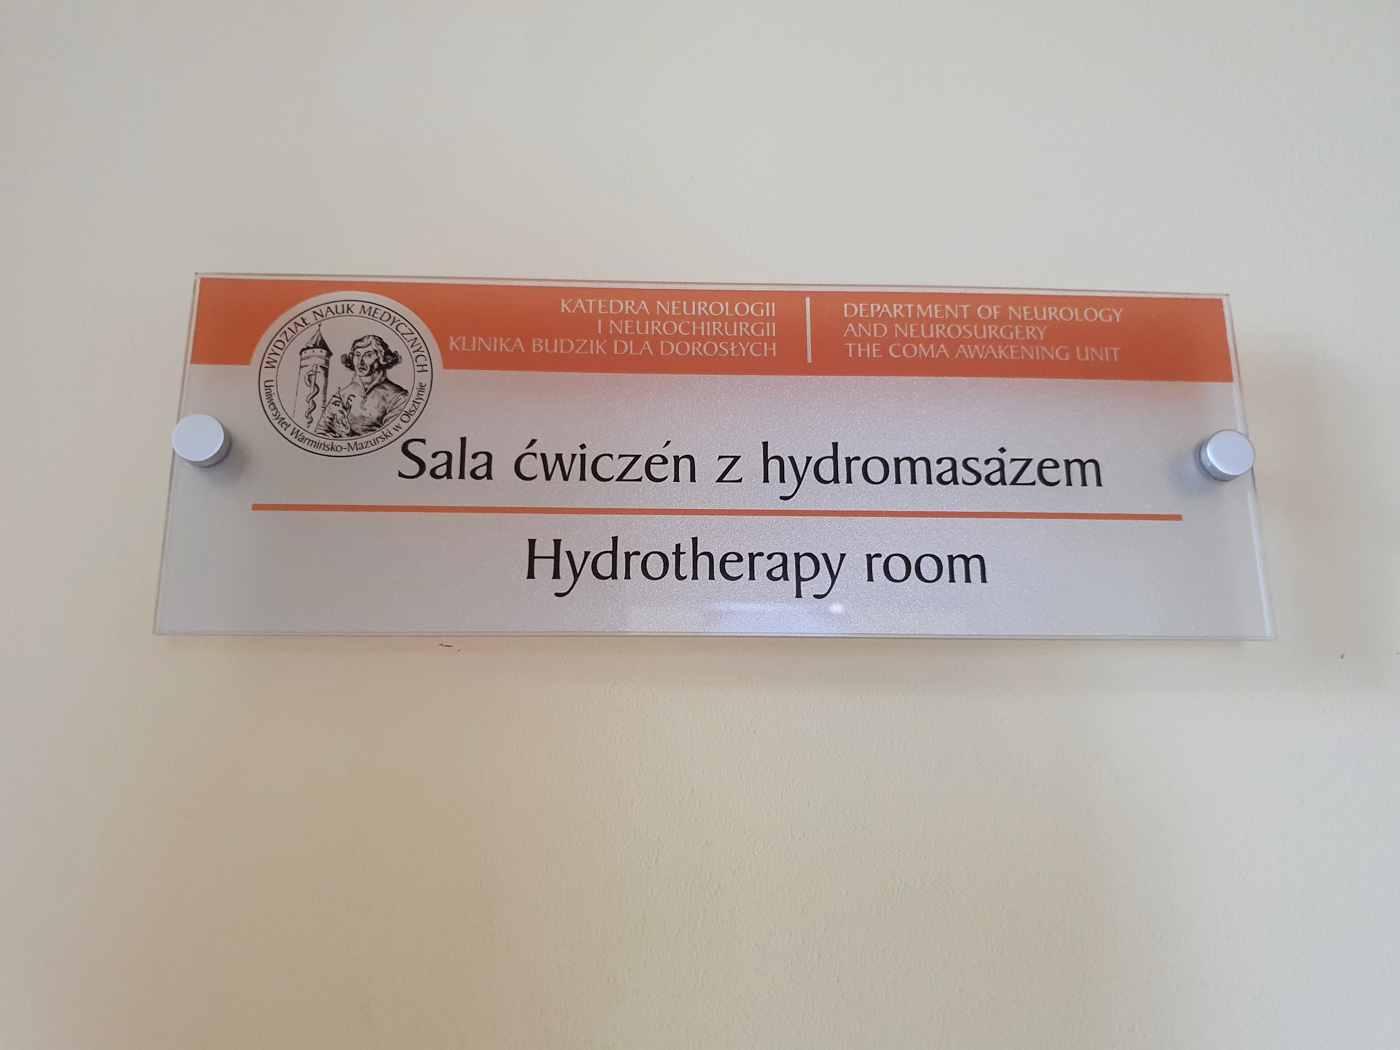 WYDZIAŁ NAUK MEDYCZNYCH
Uniwersytet Warmińsko-Mazurski w Olsztynie
KATEDRA NEUROLOGII
I NEUROCHIRURGII
KLINIKA BUDZIK DLA DOROSŁYCH
DEPARTMENT OF NEUROLOGY
AND NEUROSURGERY
THE COMA AWAKENING UNIT
Sala ćwiczén z hydromasażem
Hydrotherapy room